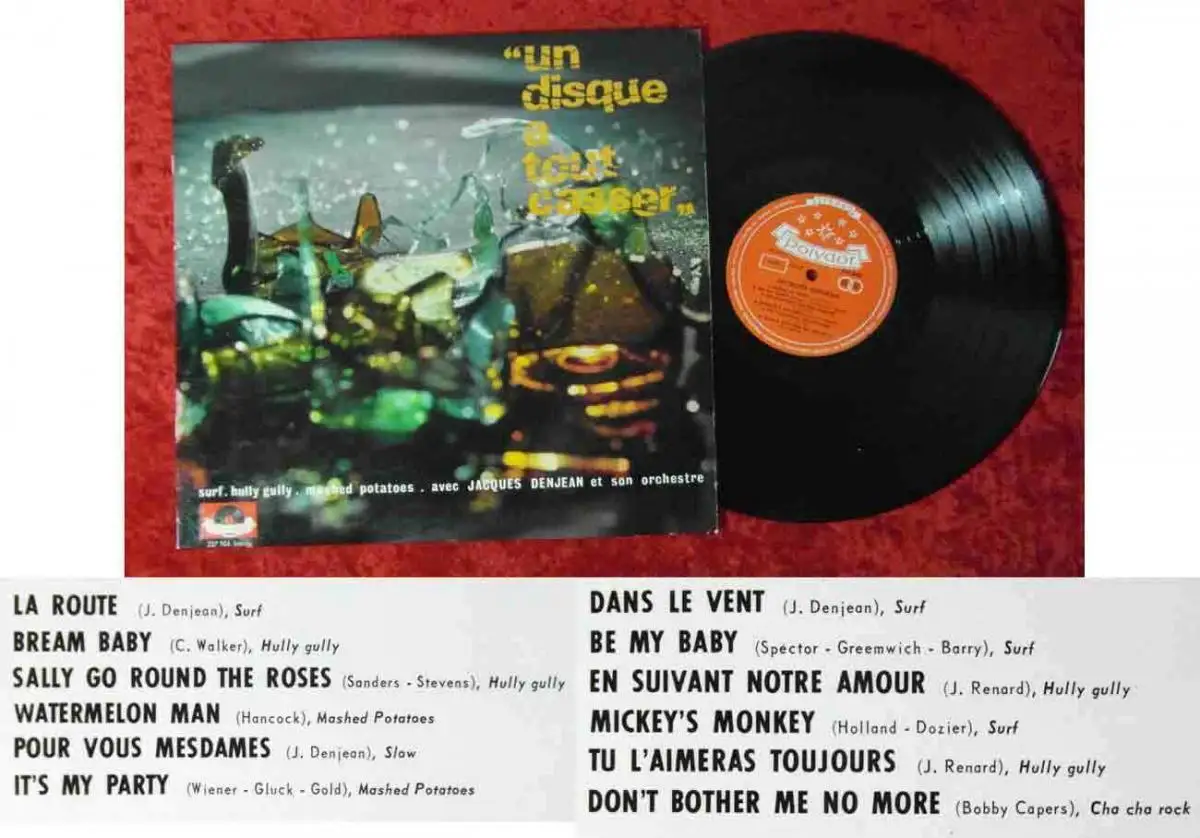 “un
disque
a
tout
casser„
surf. hully gully. mashed potatoes. avec JACQUES DENJEAN et son orchestre
polydor
LA ROUTE (J. Denjean), Surf
BREAM BABY (C. Walker), Hully gully
SALLY GO ROUND THE ROSES (Sanders - Stevens), Hully gully
WATERMELON MAN (Hancock), Mashed Potatoes
POUR VOUS MESDAMES (J. Denjean), Slow
IT'S MY PARTY (Wiener - Gluck - Gold), Mashed Potatoes
DANS LE VENT (J. Denjean), Surf
BE MY BABY (Spector - Greemwich - Barry), Surf
EN SUIVANT NOTRE AMOUR (J. Renard), Hully gully
MICKEY'S MONKEY (Holland - Dozier), Surf
TU L'AIMERAS TOUJOURS (J. Renard), Hully gully
DON'T BOTHER ME NO MORE (Bobby Capers), Cha cha rock